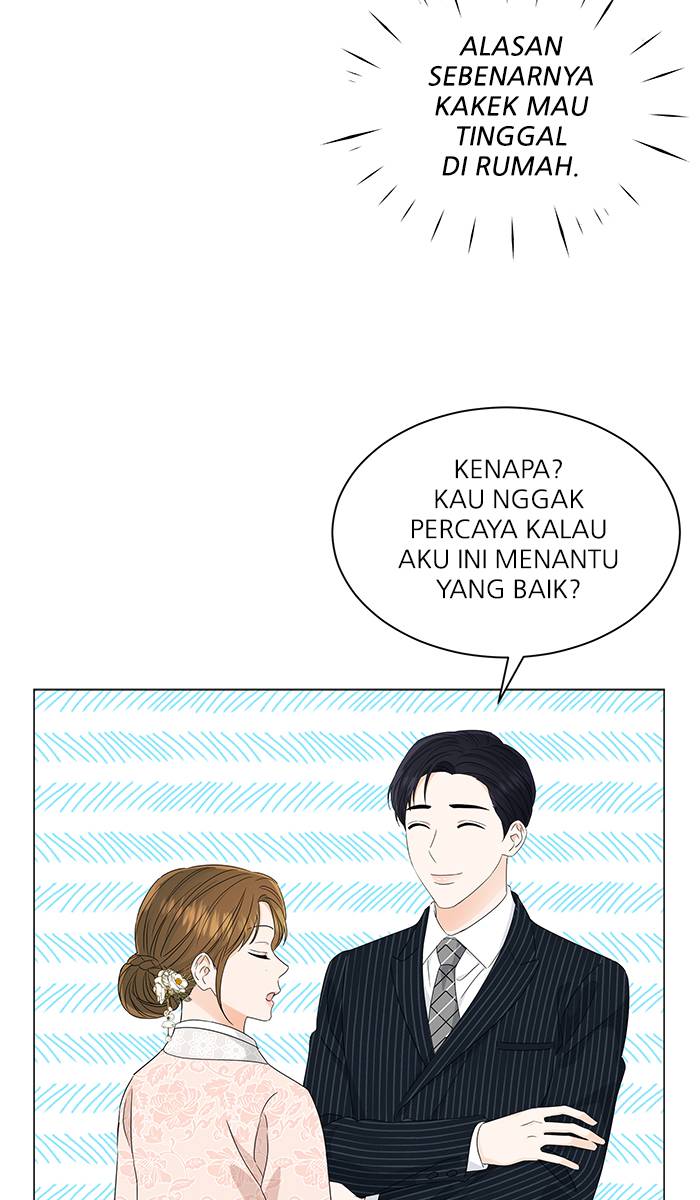 ALASAN
SEBENARNYA
KAKEK MAU
TINGGAL
DI RUMAH.
KENAPA?
KAU NGGAK
PERCAYA KALAU
AKU INI MENANTU
YANG BAIK?